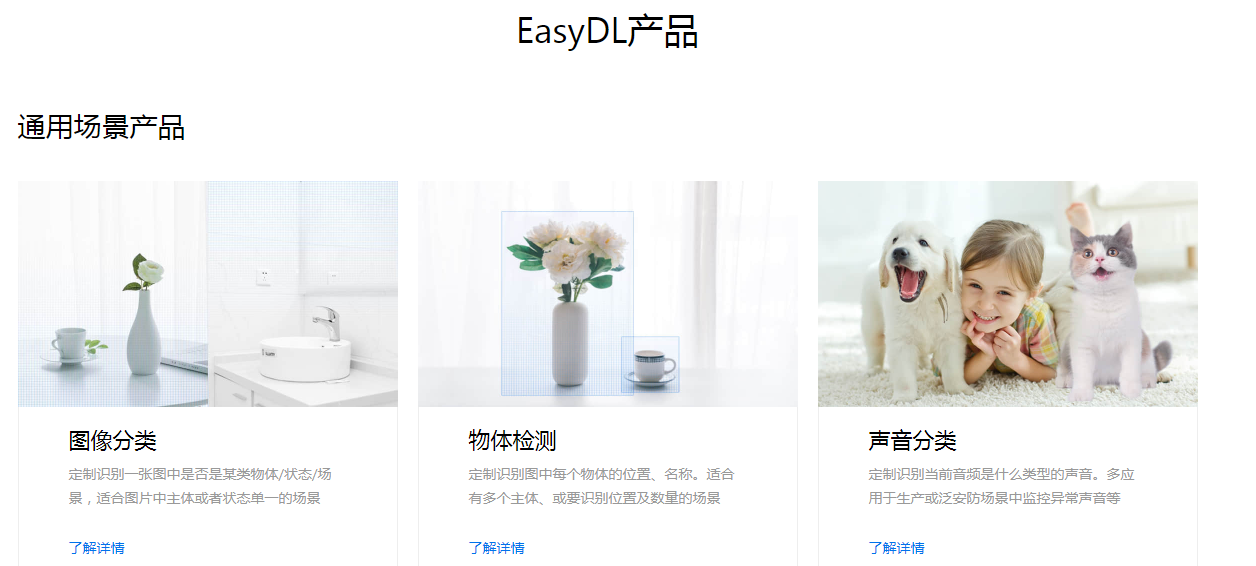 EasyDL产品
通用场景产品
图像分类
定制识别一张图中是否是某类物体/状态/场
景，适合图片中主体或者状态单一的场景
了解详情
物体检测
定制识别图中每个物体的位置、名称。适合
有多个主体、或要识别位置及数量的场景
了解详情
声音分类
定制识别当前音频是什么类型的声音。多应
用于生产或泛安防场景中监控异常声音等
了解详情